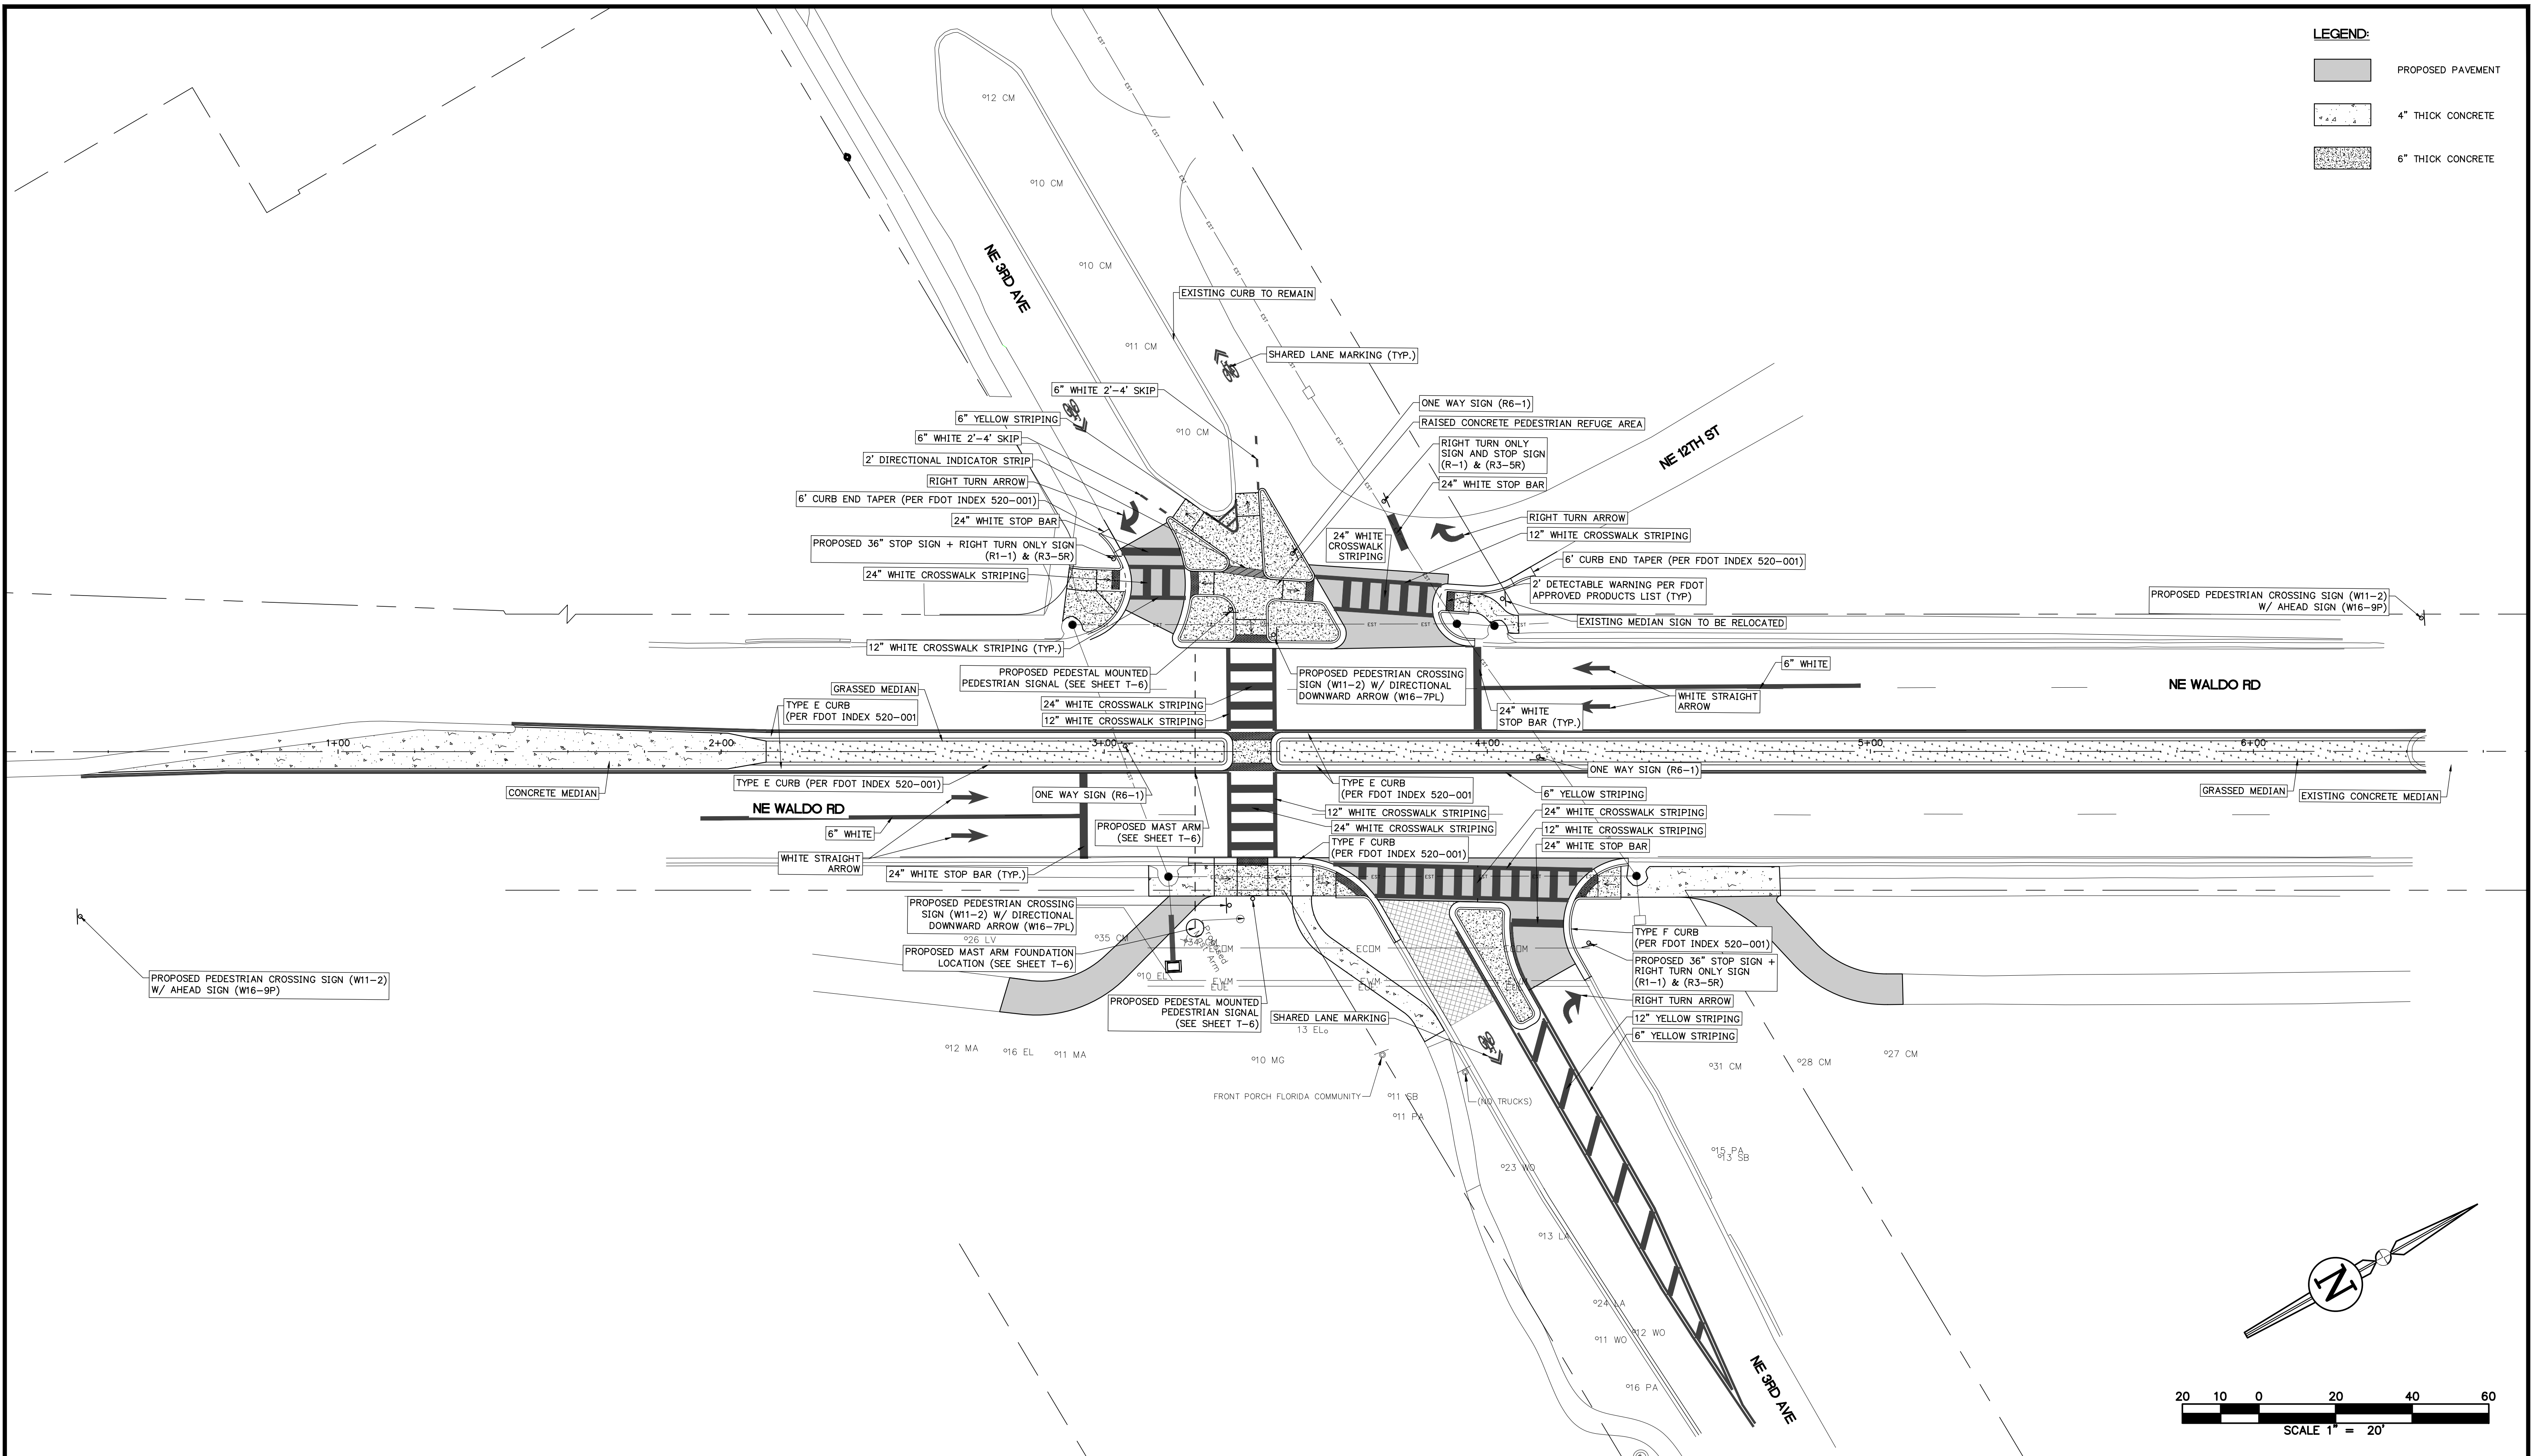 LEGEND:
PROPOSED PAVEMENT
4" THICK CONCRETE
6" THICK CONCRETE
°12 CM
°10 CM
°10 CM
°11 CM
°10 CM
NE 3RD AVE
EXISTING CURB TO REMAIN
SHARED LANE MARKING (TYP.)
6" WHITE 2'-4' SKIP
6" YELLOW STRIPING
6" WHITE 2'-4' SKIP
2' DIRECTIONAL INDICATOR STRIP
RIGHT TURN ARROW
6' CURB END TAPER (PER FDOT INDEX 520-001)
24" WHITE STOP BAR
PROPOSED 36" STOP SIGN + RIGHT TURN ONLY SIGN
(R1-1) & (R3-5R)
24" WHITE CROSSWALK STRIPING
12" WHITE CROSSWALK STRIPING (TYP.)
ONE WAY SIGN (R6-1)
RAISED CONCRETE PEDESTRIAN REFUGE AREA
RIGHT TURN ONLY
SIGN AND STOP SIGN
(R-1) & (R3-5R)
24" WHITE STOP BAR
NE 12TH ST
24" WHITE
CROSSWALK
STRIPING
RIGHT TURN ARROW
12" WHITE CROSSWALK STRIPING
6' CURB END TAPER (PER FDOT INDEX 520-001)
2' DETECTABLE WARNING PER FDOT
APPROVED PRODUCTS LIST (TYP)
EXISTING MEDIAN SIGN TO BE RELOCATED
PROPOSED PEDESTRIAN CROSSING SIGN (W11-2)
W/ AHEAD SIGN (W16-9P)
EST
EST
EST
EST
EST
EST
EST
EST
EST
EST
EST
EST
EST
EST
PROPOSED PEDESTAL MOUNTED
PEDESTRIAN SIGNAL (SEE SHEET T-6)
24" WHITE CROSSWALK STRIPING
12" WHITE CROSSWALK STRIPING
PROPOSED PEDESTRIAN CROSSING
SIGN (W11-2) W/ DIRECTIONAL
DOWNWARD ARROW (W16-7PL)
6" WHITE
WHITE STRAIGHT
ARROW
NE WALDO RD
24" WHITE
STOP BAR (TYP.)
GRASSED MEDIAN
TYPE E CURB
(PER FDOT INDEX 520-001
1+00
2+00
3+00
4+00
5+00
6+00
CONCRETE MEDIAN
TYPE E CURB (PER FDOT INDEX 520-001)
ONE WAY SIGN (R6-1)
NE WALDO RD
6" WHITE
WHITE STRAIGHT
ARROW
24" WHITE STOP BAR (TYP.)
PROPOSED MAST ARM
(SEE SHEET T-6)
TYPE E CURB
(PER FDOT INDEX 520-001
12" WHITE CROSSWALK STRIPING
24" WHITE CROSSWALK STRIPING
TYPE F CURB
(PER FDOT INDEX 520-001)
ONE WAY SIGN (R6-1)
6" YELLOW STRIPING
24" WHITE CROSSWALK STRIPING
12" WHITE CROSSWALK STRIPING
24" WHITE STOP BAR
GRASSED MEDIAN
EXISTING CONCRETE MEDIAN
PROPOSED PEDESTRIAN CROSSING SIGN (W11-2)
W/ AHEAD SIGN (W16-9P)
PROPOSED PEDESTRIAN CROSSING
SIGN (W11-2) W/ DIRECTIONAL
DOWNWARD ARROW (W16-7PL)
°26 LV
°35 CM
PROPOSED MAST ARM FOUNDATION
LOCATION (SEE SHEET T-6)
Proposed
Mast Arm
ECOM
ECOM
ECOM
°10 EL
EWM
EWM
PROPOSED PEDESTAL MOUNTED
PEDESTRIAN SIGNAL
(SEE SHEET T-6)
SHARED LANE MARKING
13 EL°
TYPE F CURB
(PER FDOT INDEX 520-001)
PROPOSED 36" STOP SIGN +
RIGHT TURN ONLY SIGN
(R1-1) & (R3-5R)
RIGHT TURN ARROW
12" YELLOW STRIPING
6" YELLOW STRIPING
°12 MA
°16 EL
°11 MA
°10 MG
FRONT PORCH FLORIDA COMMUNITY
°11 SB
°11 PA
(NO TRUCKS)
°31 CM
°28 CM
°27 CM
°15 PA
°13 SB
°23 WO
°13 LA
°24 LA
°11 WO
°12 WO
°16 PA
NE 3RD AVE
N
20 10 0 20 40 60
SCALE 1" = 20'